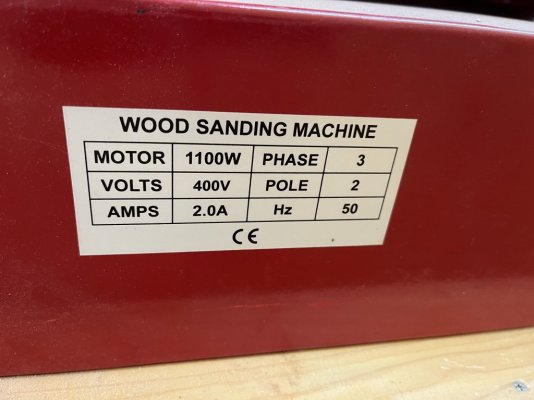 WOOD SANDING MACHINE
MOTOR 1100W PHASE 3
VOLTS 400V POLE 2
AMPS 2.0A Hz 50
CE